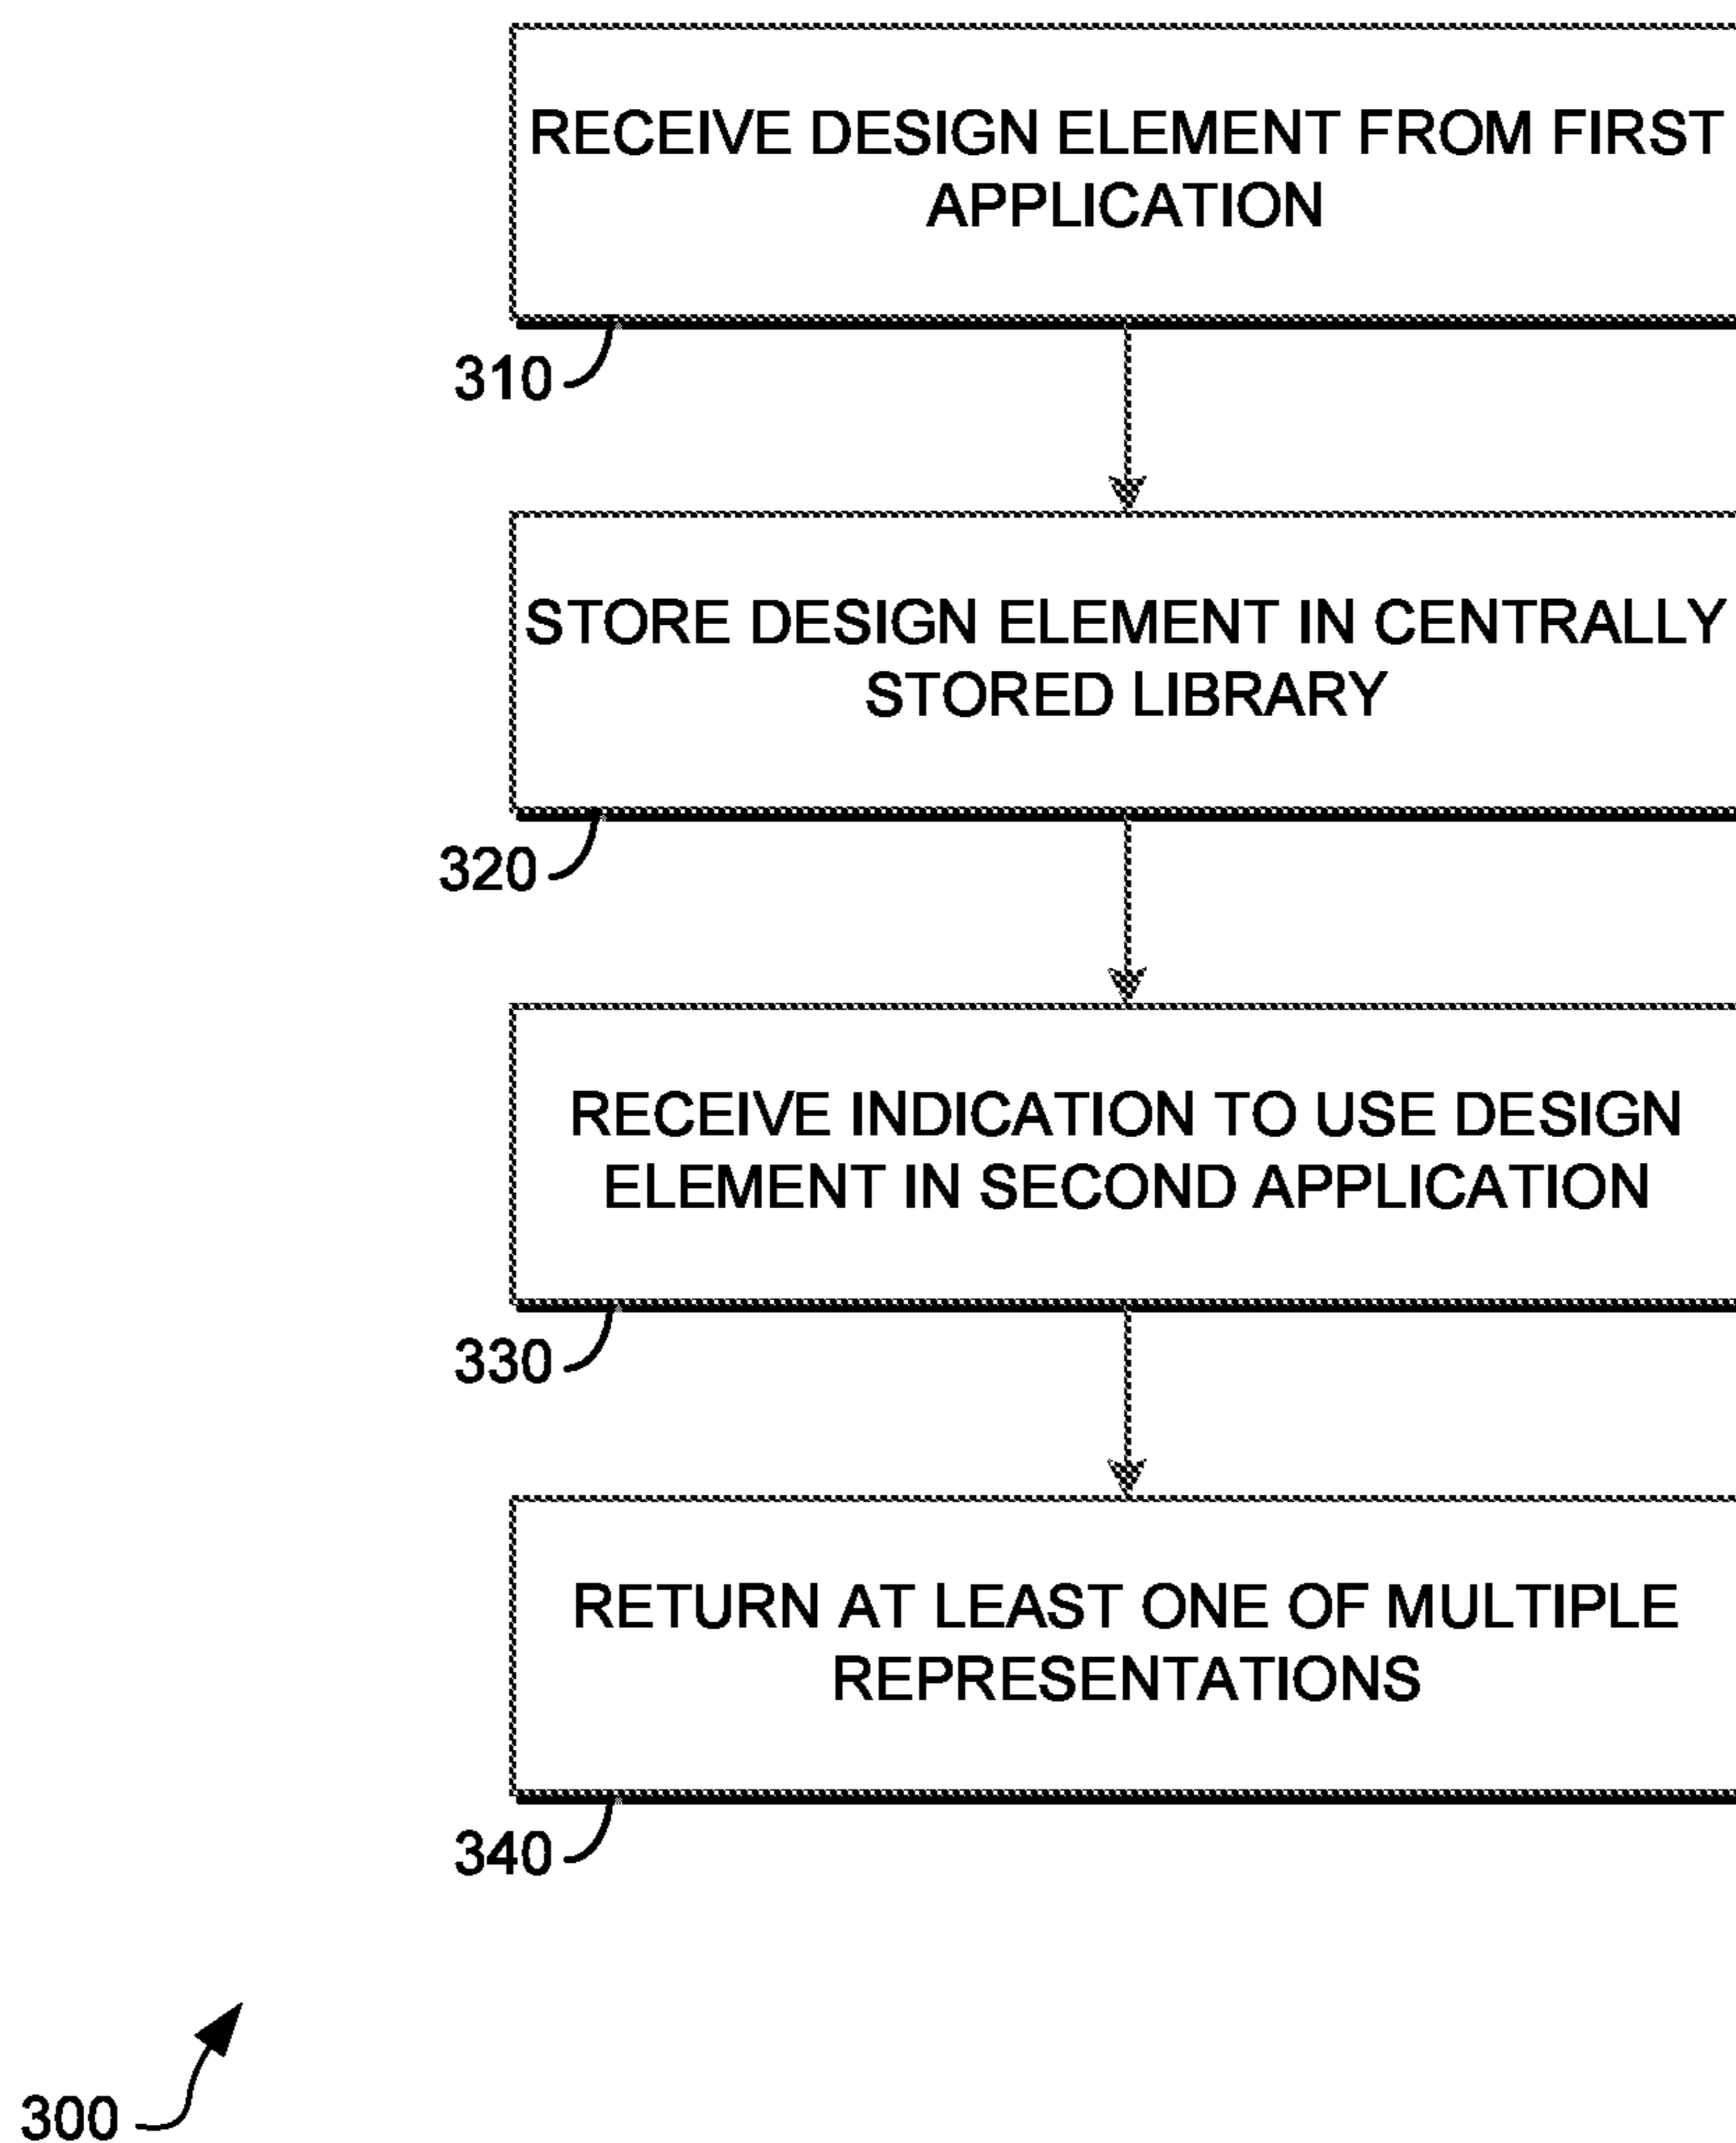 RECEIVE DESIGN ELEMENT FROM FIRST
APPLICATION
310
STORE DESIGN ELEMENT IN CENTRALLY
STORED LIBRARY
320
RECEIVE INDICATION TO USE DESIGN
ELEMENT IN SECOND APPLICATION
330
RETURN AT LEAST ONE OF MULTIPLE
REPRESENTATIONS
340
300